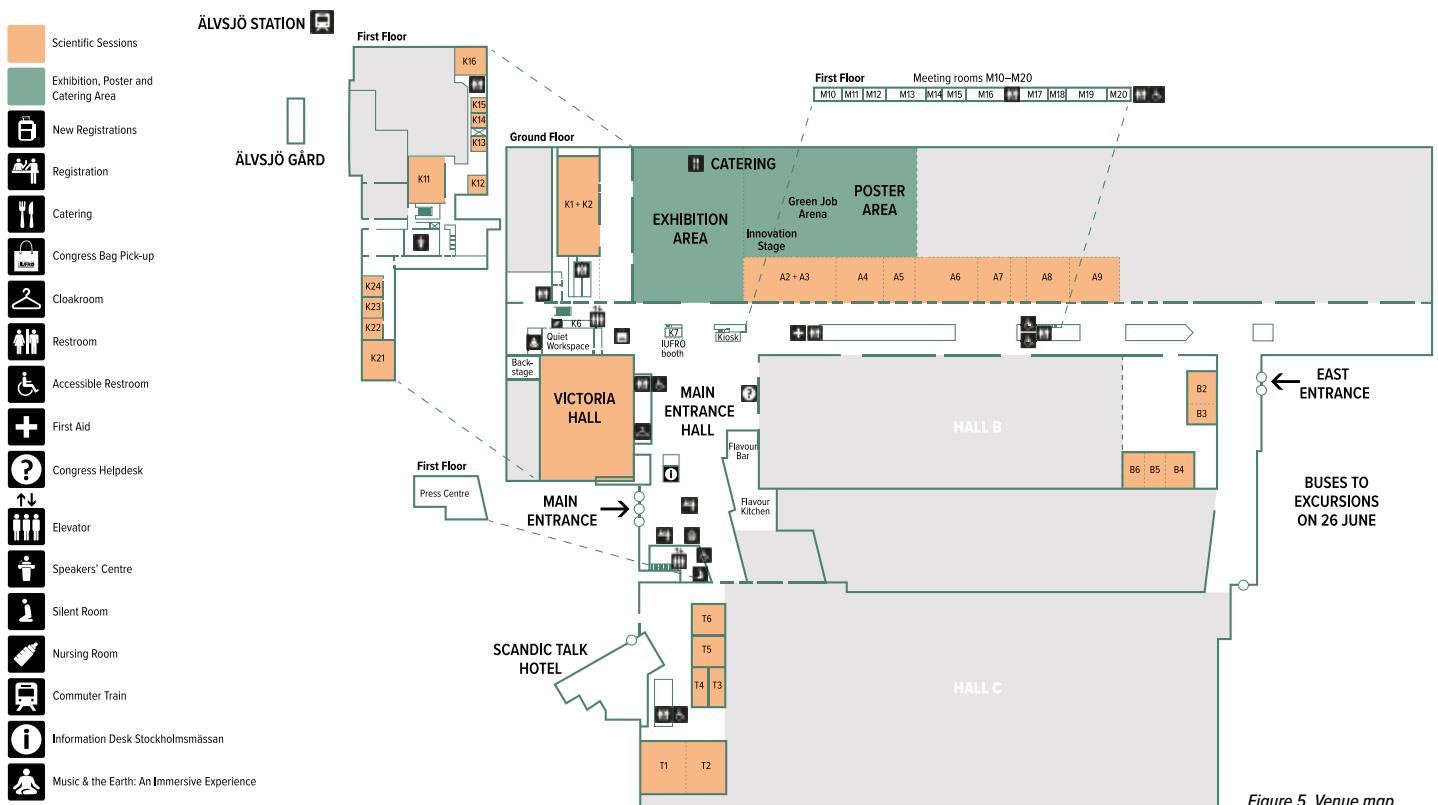 Scientific Sessions
Exhibition, Poster and
Catering Area
New Registrations
Registration
Catering
Congress Bag Pick-up
Cloakroom
Restroom
Accessible Restroom
First Aid
Congress Helpdesk
Elevator
Speakers' Centre
Silent Room
Nursing Room
Commuter Train
Information Desk Stockholmsmässan
Music & the Earth: An Immersive Experience
ÄLVSJÖ STATION
ÄLVSJÖ GÅRD
First Floor
K16
K15
K14
K13
K12
K11
K24
K23
K22
K21
First Floor
Meeting rooms M10–M20
M10 M11 M12 M13 M14 M15 M16 M17 M18 M19 M20
Ground Floor
K1 + K2
CATERING
EXHIBITION
AREA
Green Job
Arena
POSTER
AREA
Innovation
Stage
A2 + A3
A4
A5
A6
A7
A8
A9
K6
Quiet
Workspace
K7
IUFRO
booth
Kiosk
Back-
stage
VICTORIA
HALL
MAIN
ENTRANCE
HALL
Flavour
Bar
Flavour
Kitchen
HALL B
B2
B3
B6
B5
B4
EAST
ENTRANCE
BUSES TO
EXCURSIONS
ON 26 JUNE
First Floor
Press Centre
MAIN
ENTRANCE
SCANDIC TALK
HOTEL
T6
T5
T4
T3
T1
T2
HALL C
Figure 5. Venue map